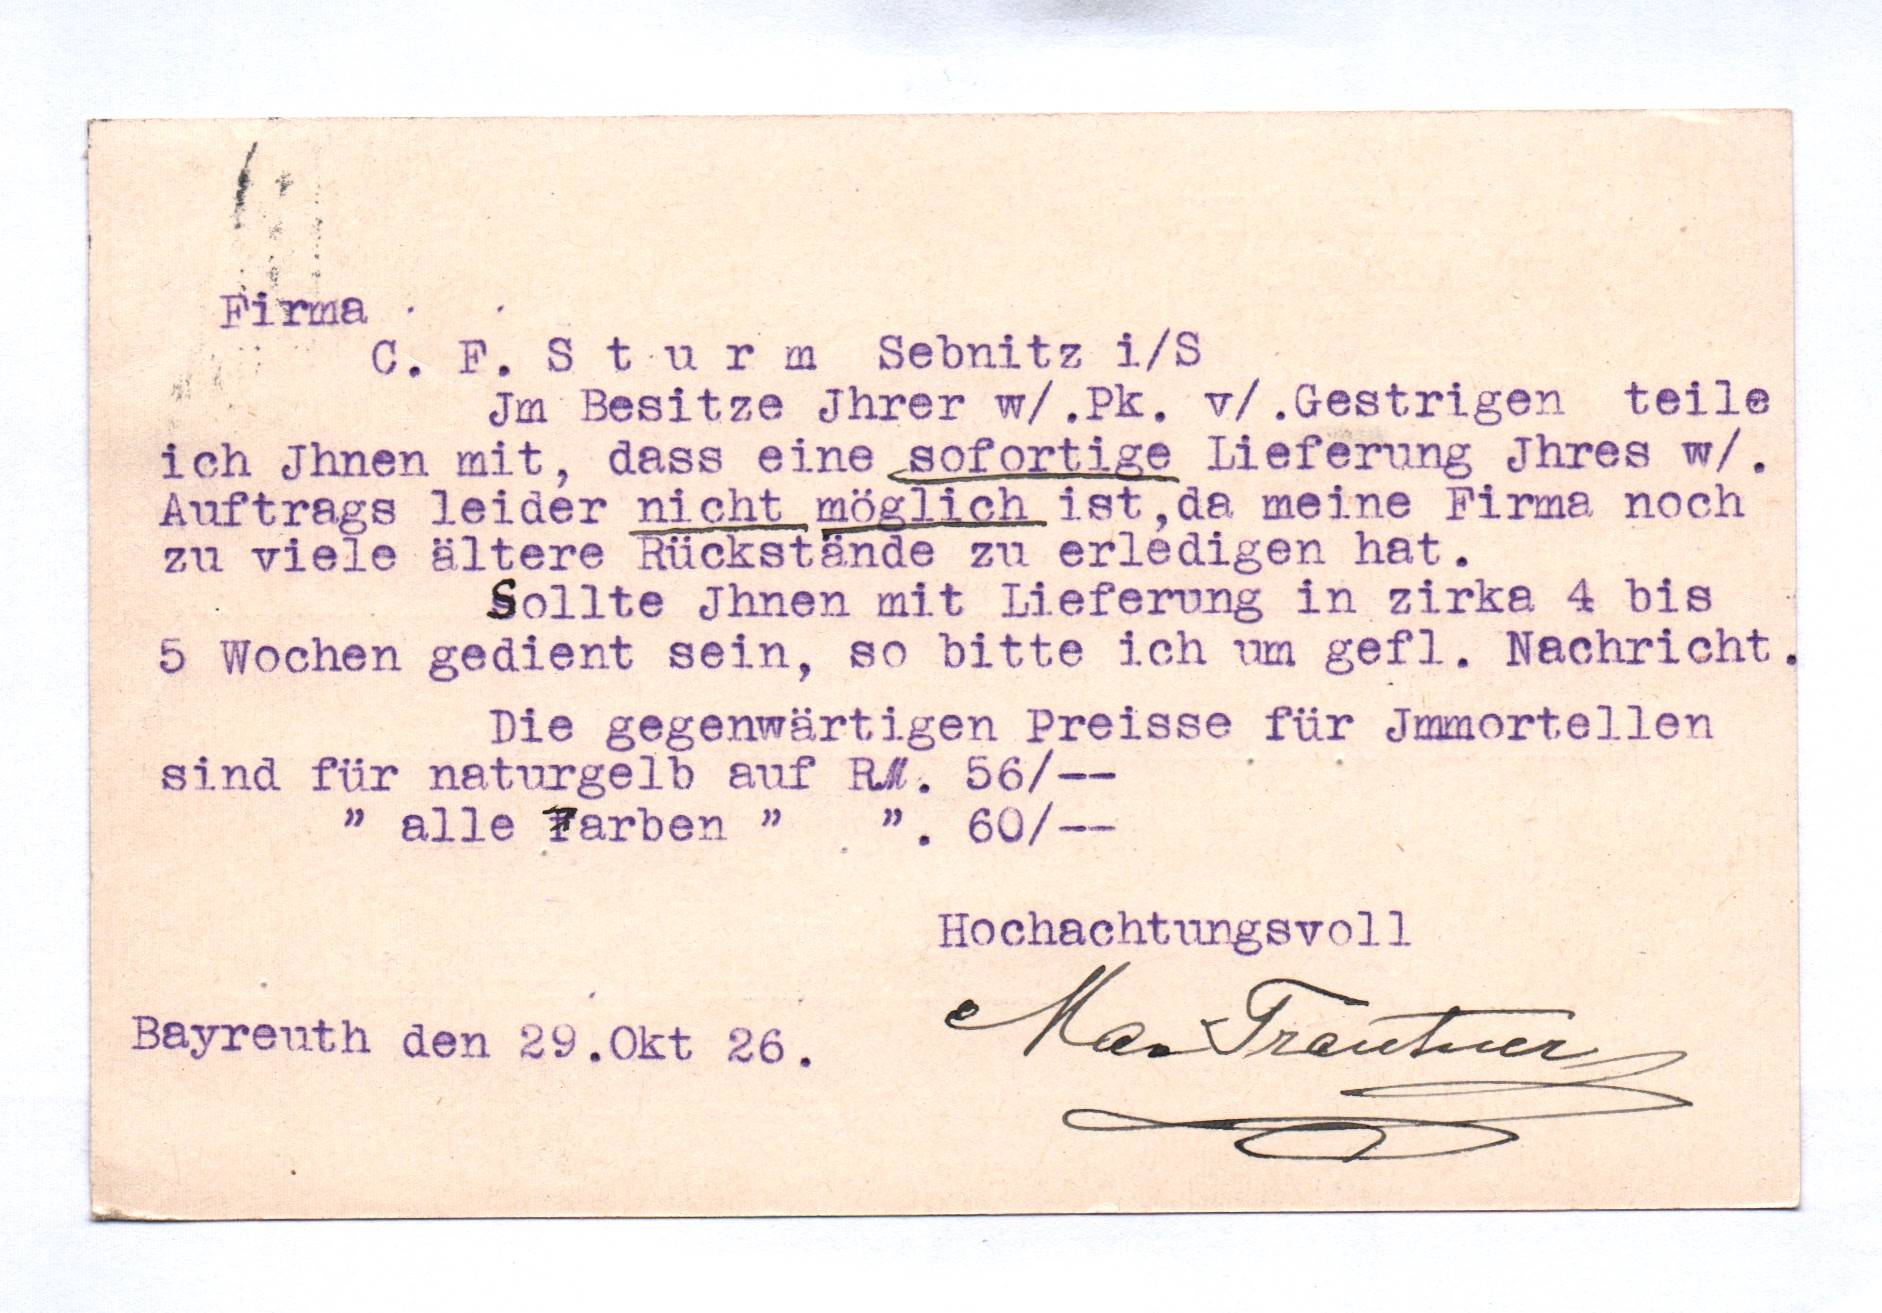 Firma
C. F. S t u r m Sebnitz i/S
Jm Besitze Jhrer w/.Pk. v/.Gestrigen teile
ich Jhnen mit, dass eine sofortige Lieferung Jhres w/.
Auftrags leider nicht möglich ist,da meine Firma noch
zu viele ältere Rückstände zu erledigen hat.
Sollte Jhnen mit Lieferung in zirka 4 bis
5 Wochen gedient sein, so bitte ich um gefl. Nachricht.
Die gegenwärtigen Preisse für Jmmortellen
sind für naturgelb auf RM. 56/--
" alle Farben " ". 60/--
Hochachtungsvoll
Max Trautner
Bayreuth den 29.Okt 26.